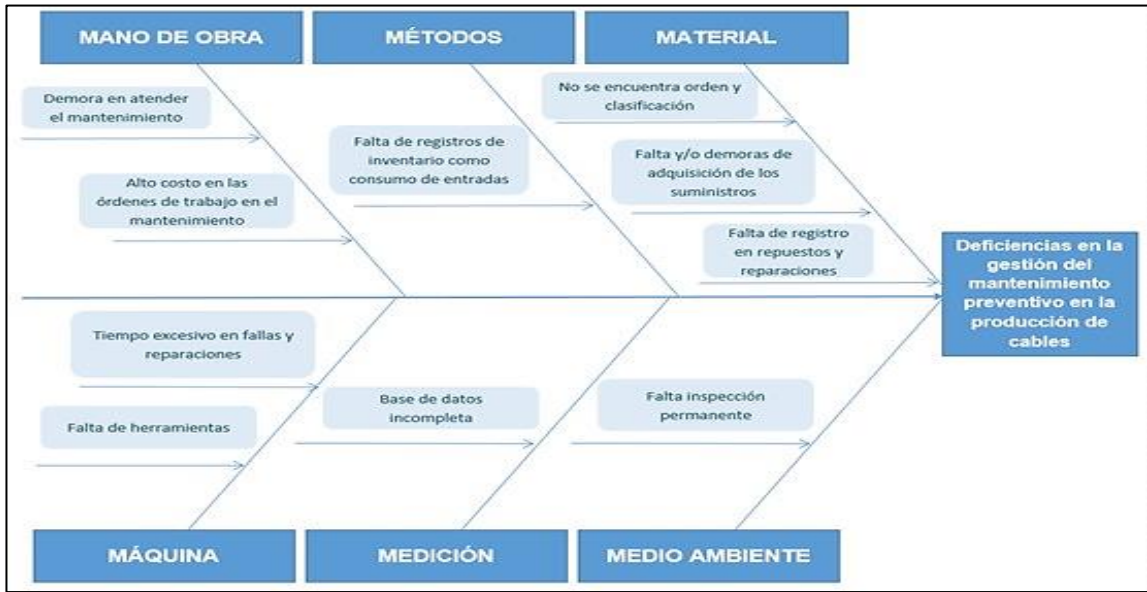 MANO DE OBRA
MÉTODOS
MATERIAL
Demora en atender
el mantenimiento
Alto costo en las
órdenes de trabajo en el
mantenimiento
Falta de registros de
inventario como
consumo de entradas
No se encuentra orden y
clasificación
Falta y/o demoras de
adquisición de los
suministros
Falta de registro
en repuestos y
reparaciones
Deficiencias en la
gestión del
mantenimiento
preventivo en la
producción de
cables
Tiempo excesivo en fallas y
reparaciones
Falta de herramientas
Base de datos
incompleta
Falta inspección
permanente
MÁQUINA
MEDICIÓN
MEDIO AMBIENTE